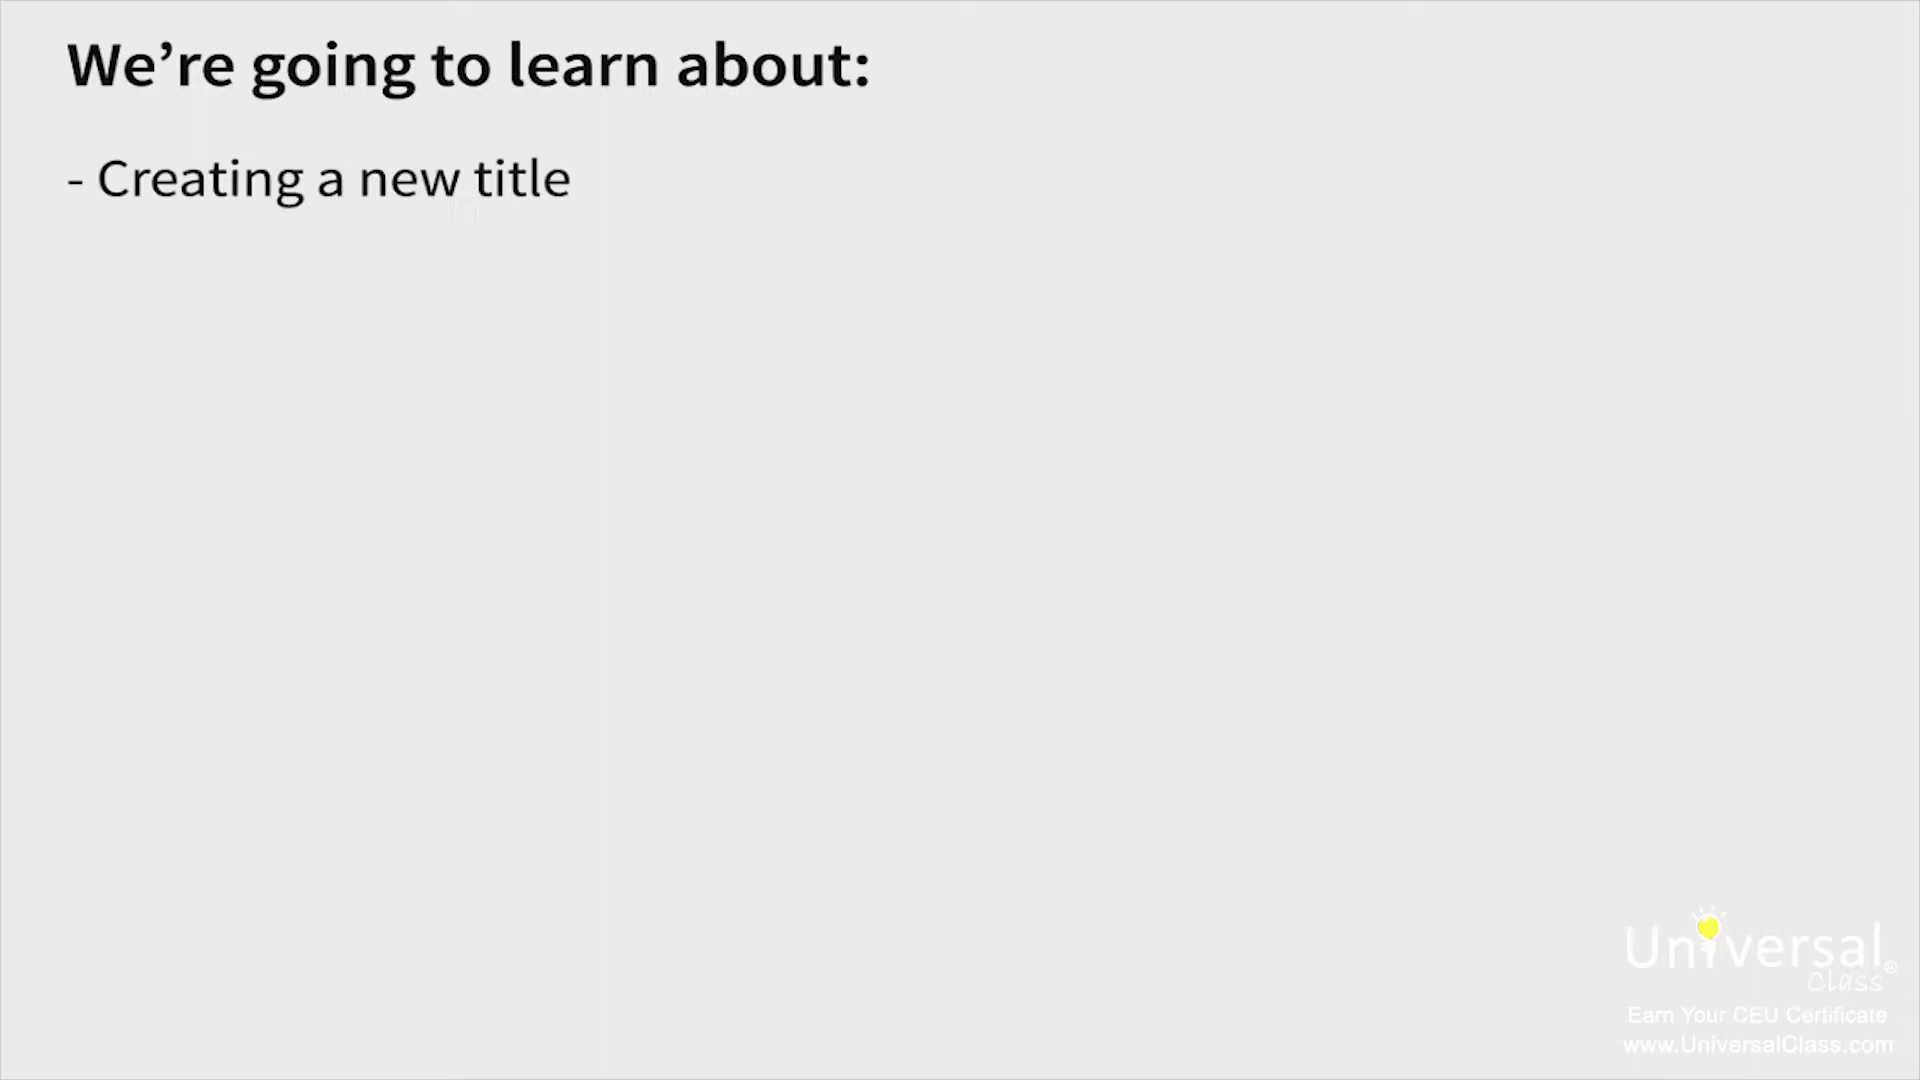 We’re going to learn about:
- Creating a new title
Universal®
Class
Earn Your CEU Certificate
www.UniversalClass.com